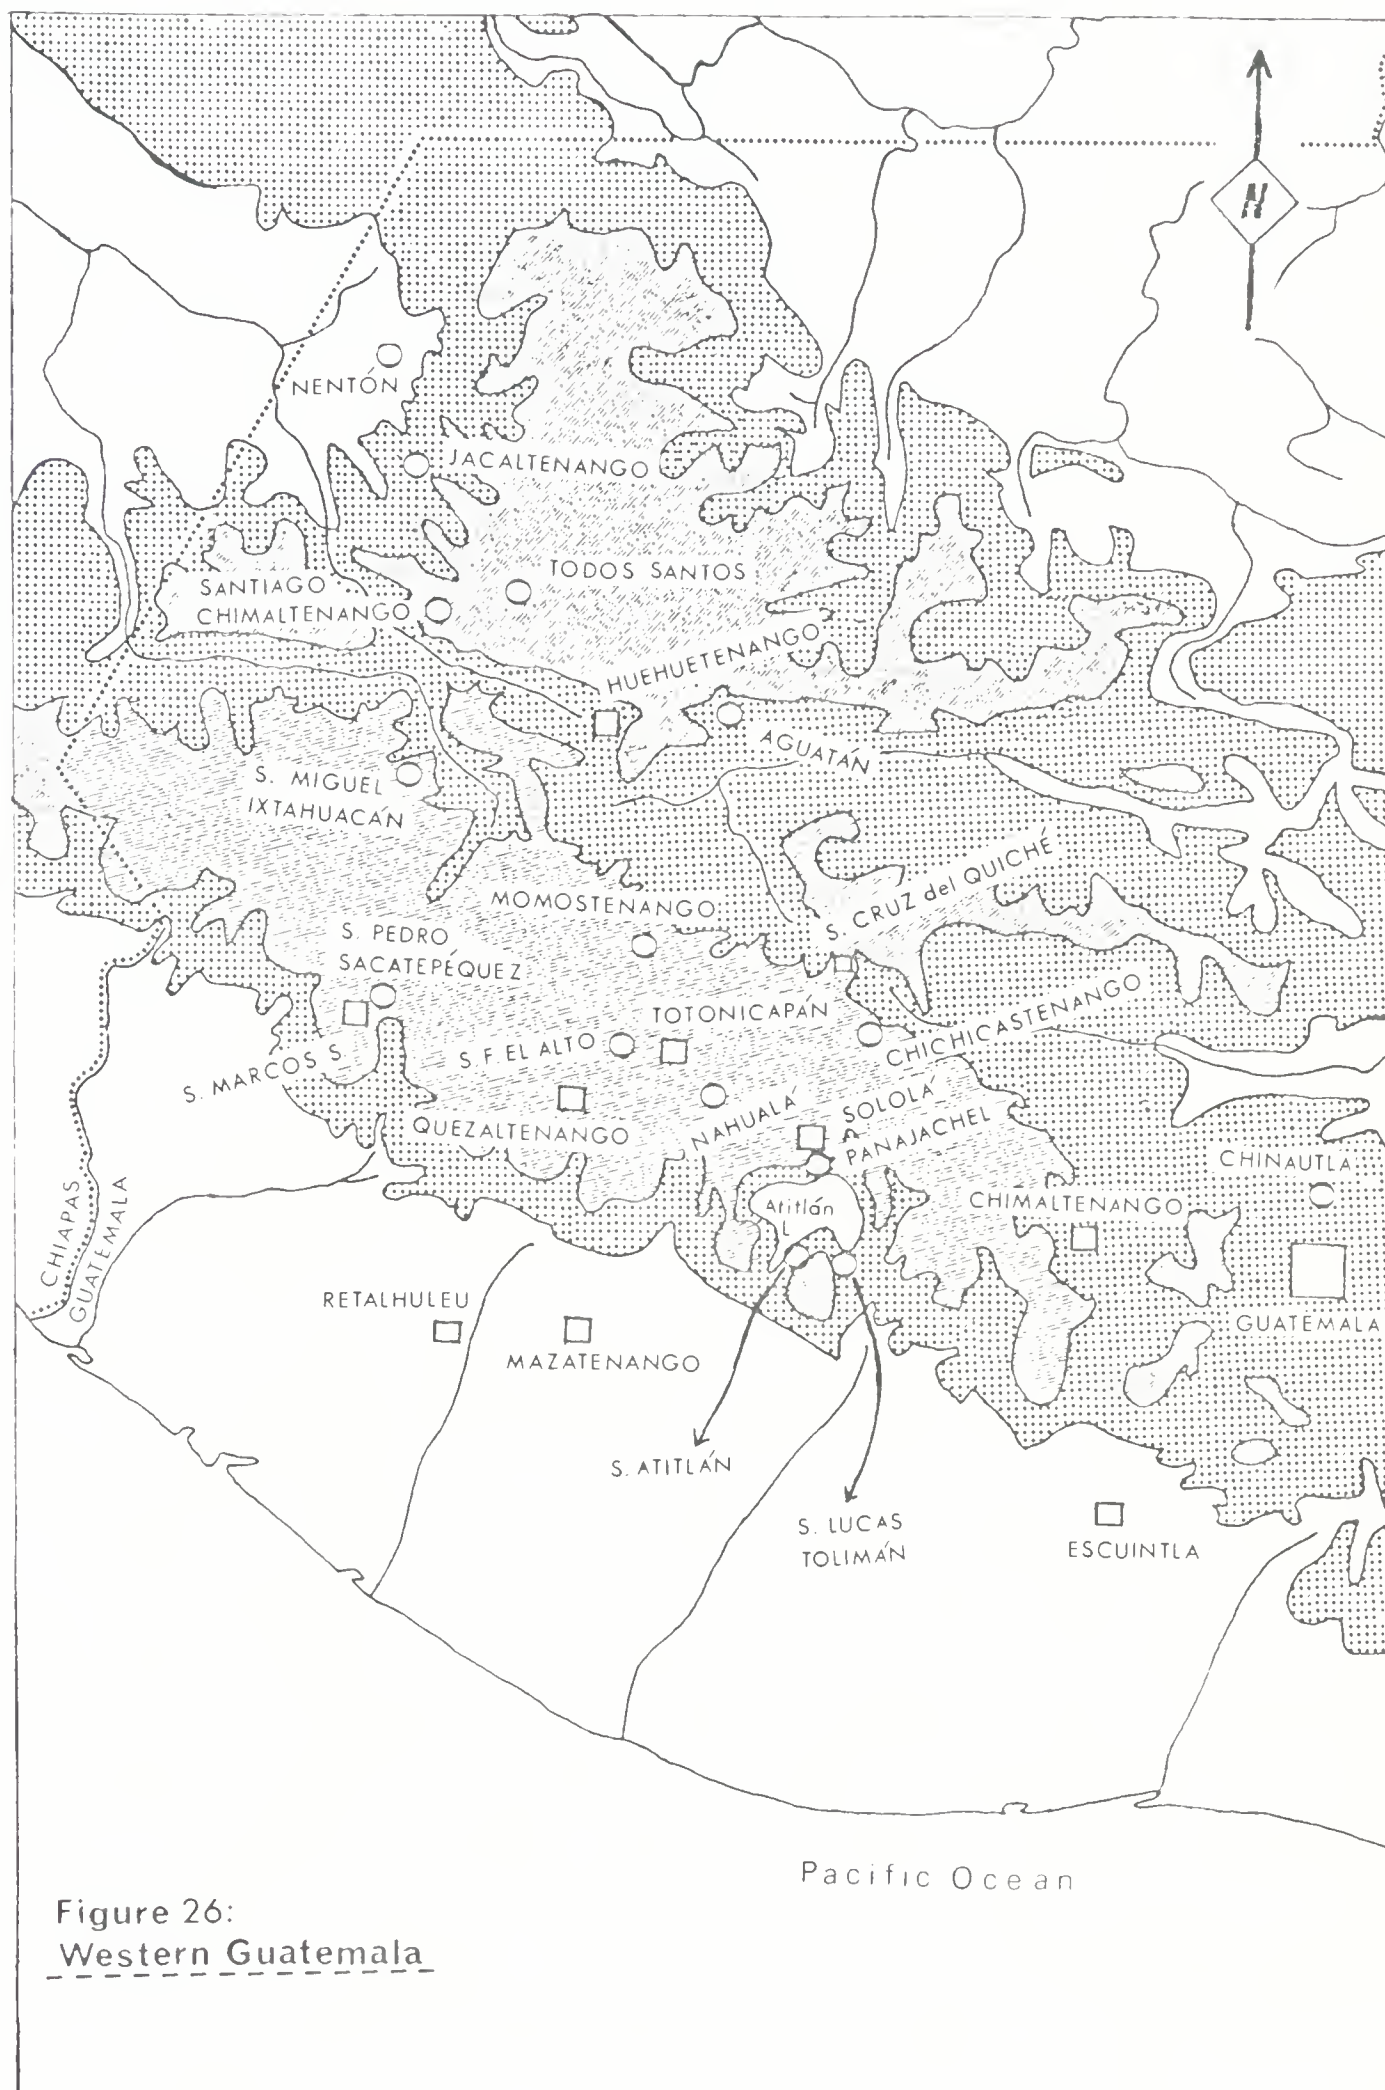 N
NENTÓN
JACALTENANGO
TODOS SANTOS
SANTIAGO
CHIMALTENANGO
HUEHUETENANGO
AGUATÁN
S. MIGUEL
IXTAHUACÁN
S. CRUZ del QUICHÉ
MOMOSTENANGO
S. PEDRO
SACATEPÉQUEZ
TOTONICAPÁN
CHICHICASTENANGO
S. F. EL ALTO
S. MARCOS S.
NAHUALÁ
SOLOLÁ
PANAJACHEL
QUEZALTENANGO
CHINAUTLA
CHIMALTENANGO
Atitlán
L
CHIAPAS
GUATEMALA
RETALHULEU
MAZATENANGO
GUATEMALA
S. ATITLÁN
S. LUCAS
TOLIMÁN
ESCUINTLA
Pacific Ocean
Figure 26:
Western Guatemala